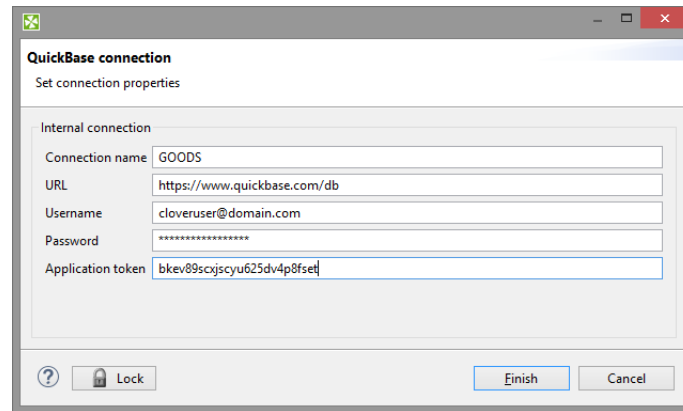 QuickBase connection
Set connection properties
Internal connection
Connection name GOODS
URL https://www.quickbase.com/db
Username cloveruser@domain.com
Password *****************
Application token bkev89scxjscyu625dv4p8fset
? Lock Finish Cancel